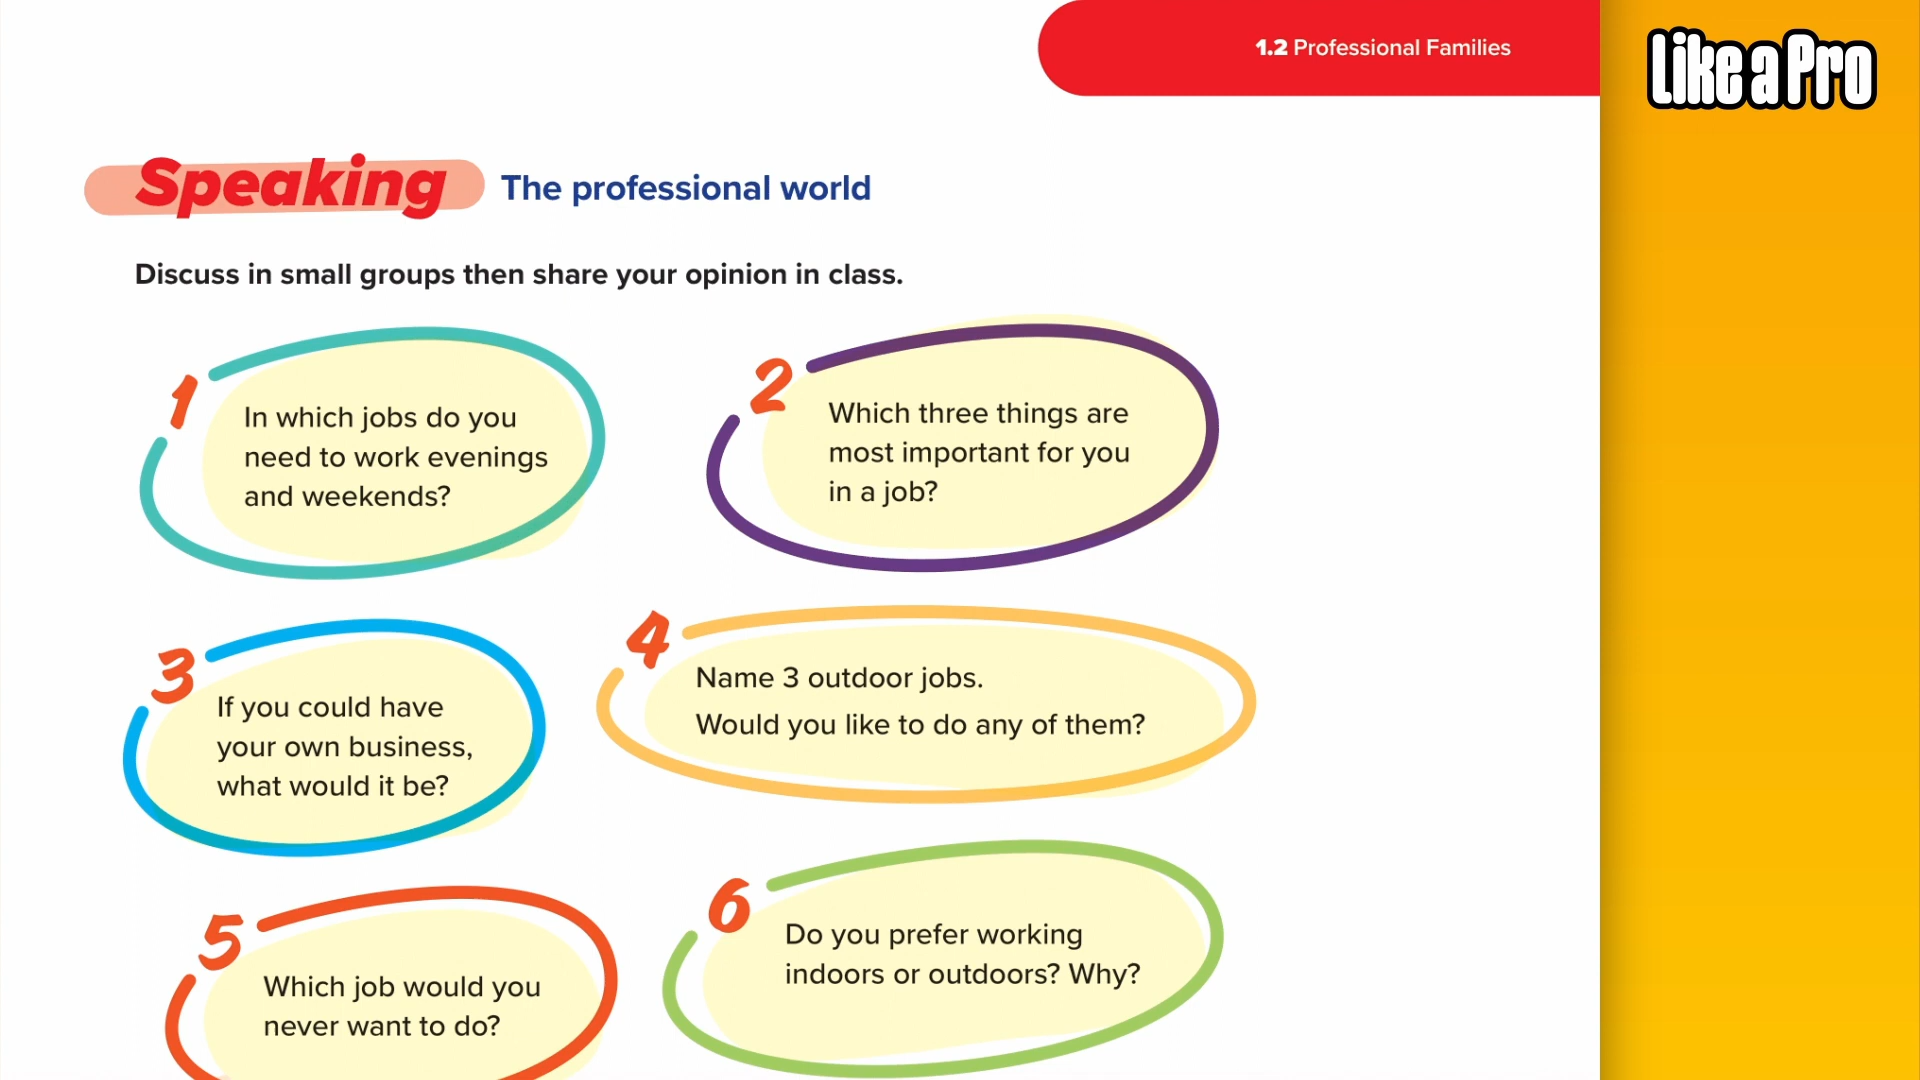 1.2 Professional Families
Like a Pro
Speaking
The professional world
Discuss in small groups then share your opinion in class.
1
In which jobs do you
need to work evenings
and weekends?
2
Which three things are
most important for you
in a job?
3
If you could have
your own business,
what would it be?
4
Name 3 outdoor jobs.
Would you like to do any of them?
5
Which job would you
never want to do?
6
Do you prefer working
indoors or outdoors? Why?